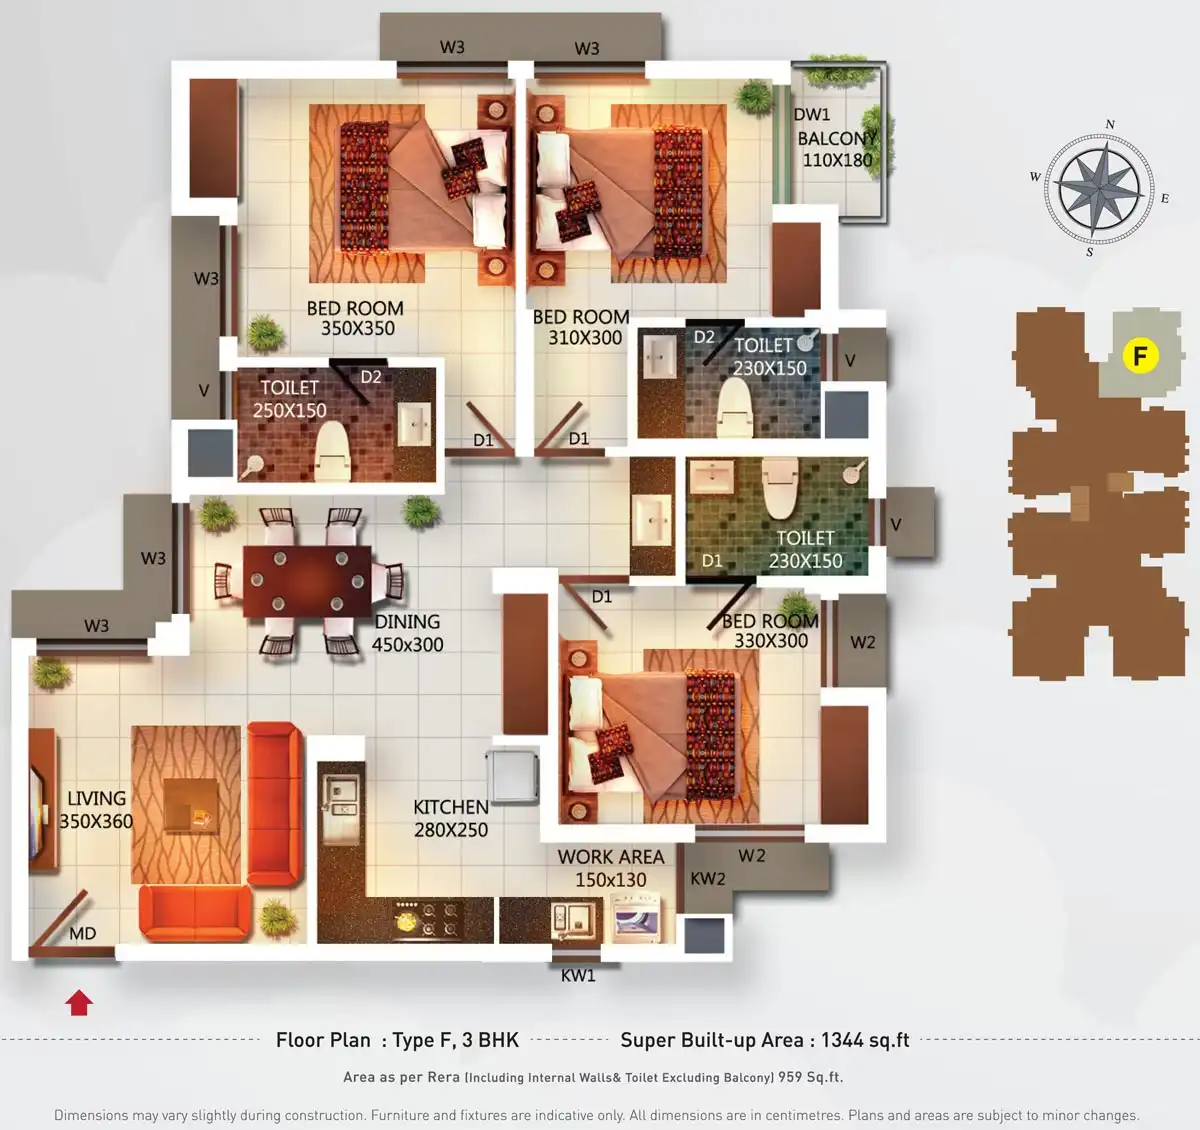 W3
W3
DW1
BALCONY
110X180
N
W
E
S
W3
BED ROOM
350X350
BED ROOM
310X300
D2
TOILET
230X150
V
F
D2
TOILET
250X150
V
D1
D1
V
TOILET
230X150
D1
W3
D1
W3
DINING
450x300
BED ROOM
330X300
W2
LIVING
350X360
KITCHEN
280X250
WORK AREA
150x130
W2
KW2
MD
KW1
Floor Plan : Type F, 3 BHK
Super Built-up Area : 1344 sq.ft
Area as per Rera (Including Internal Walls& Toilet Excluding Balcony) 959 Sq.ft.
Dimensions may vary slightly during construction. Furniture and fixtures are indicative only. All dimensions are in centimetres. Plans and areas are subject to minor changes.